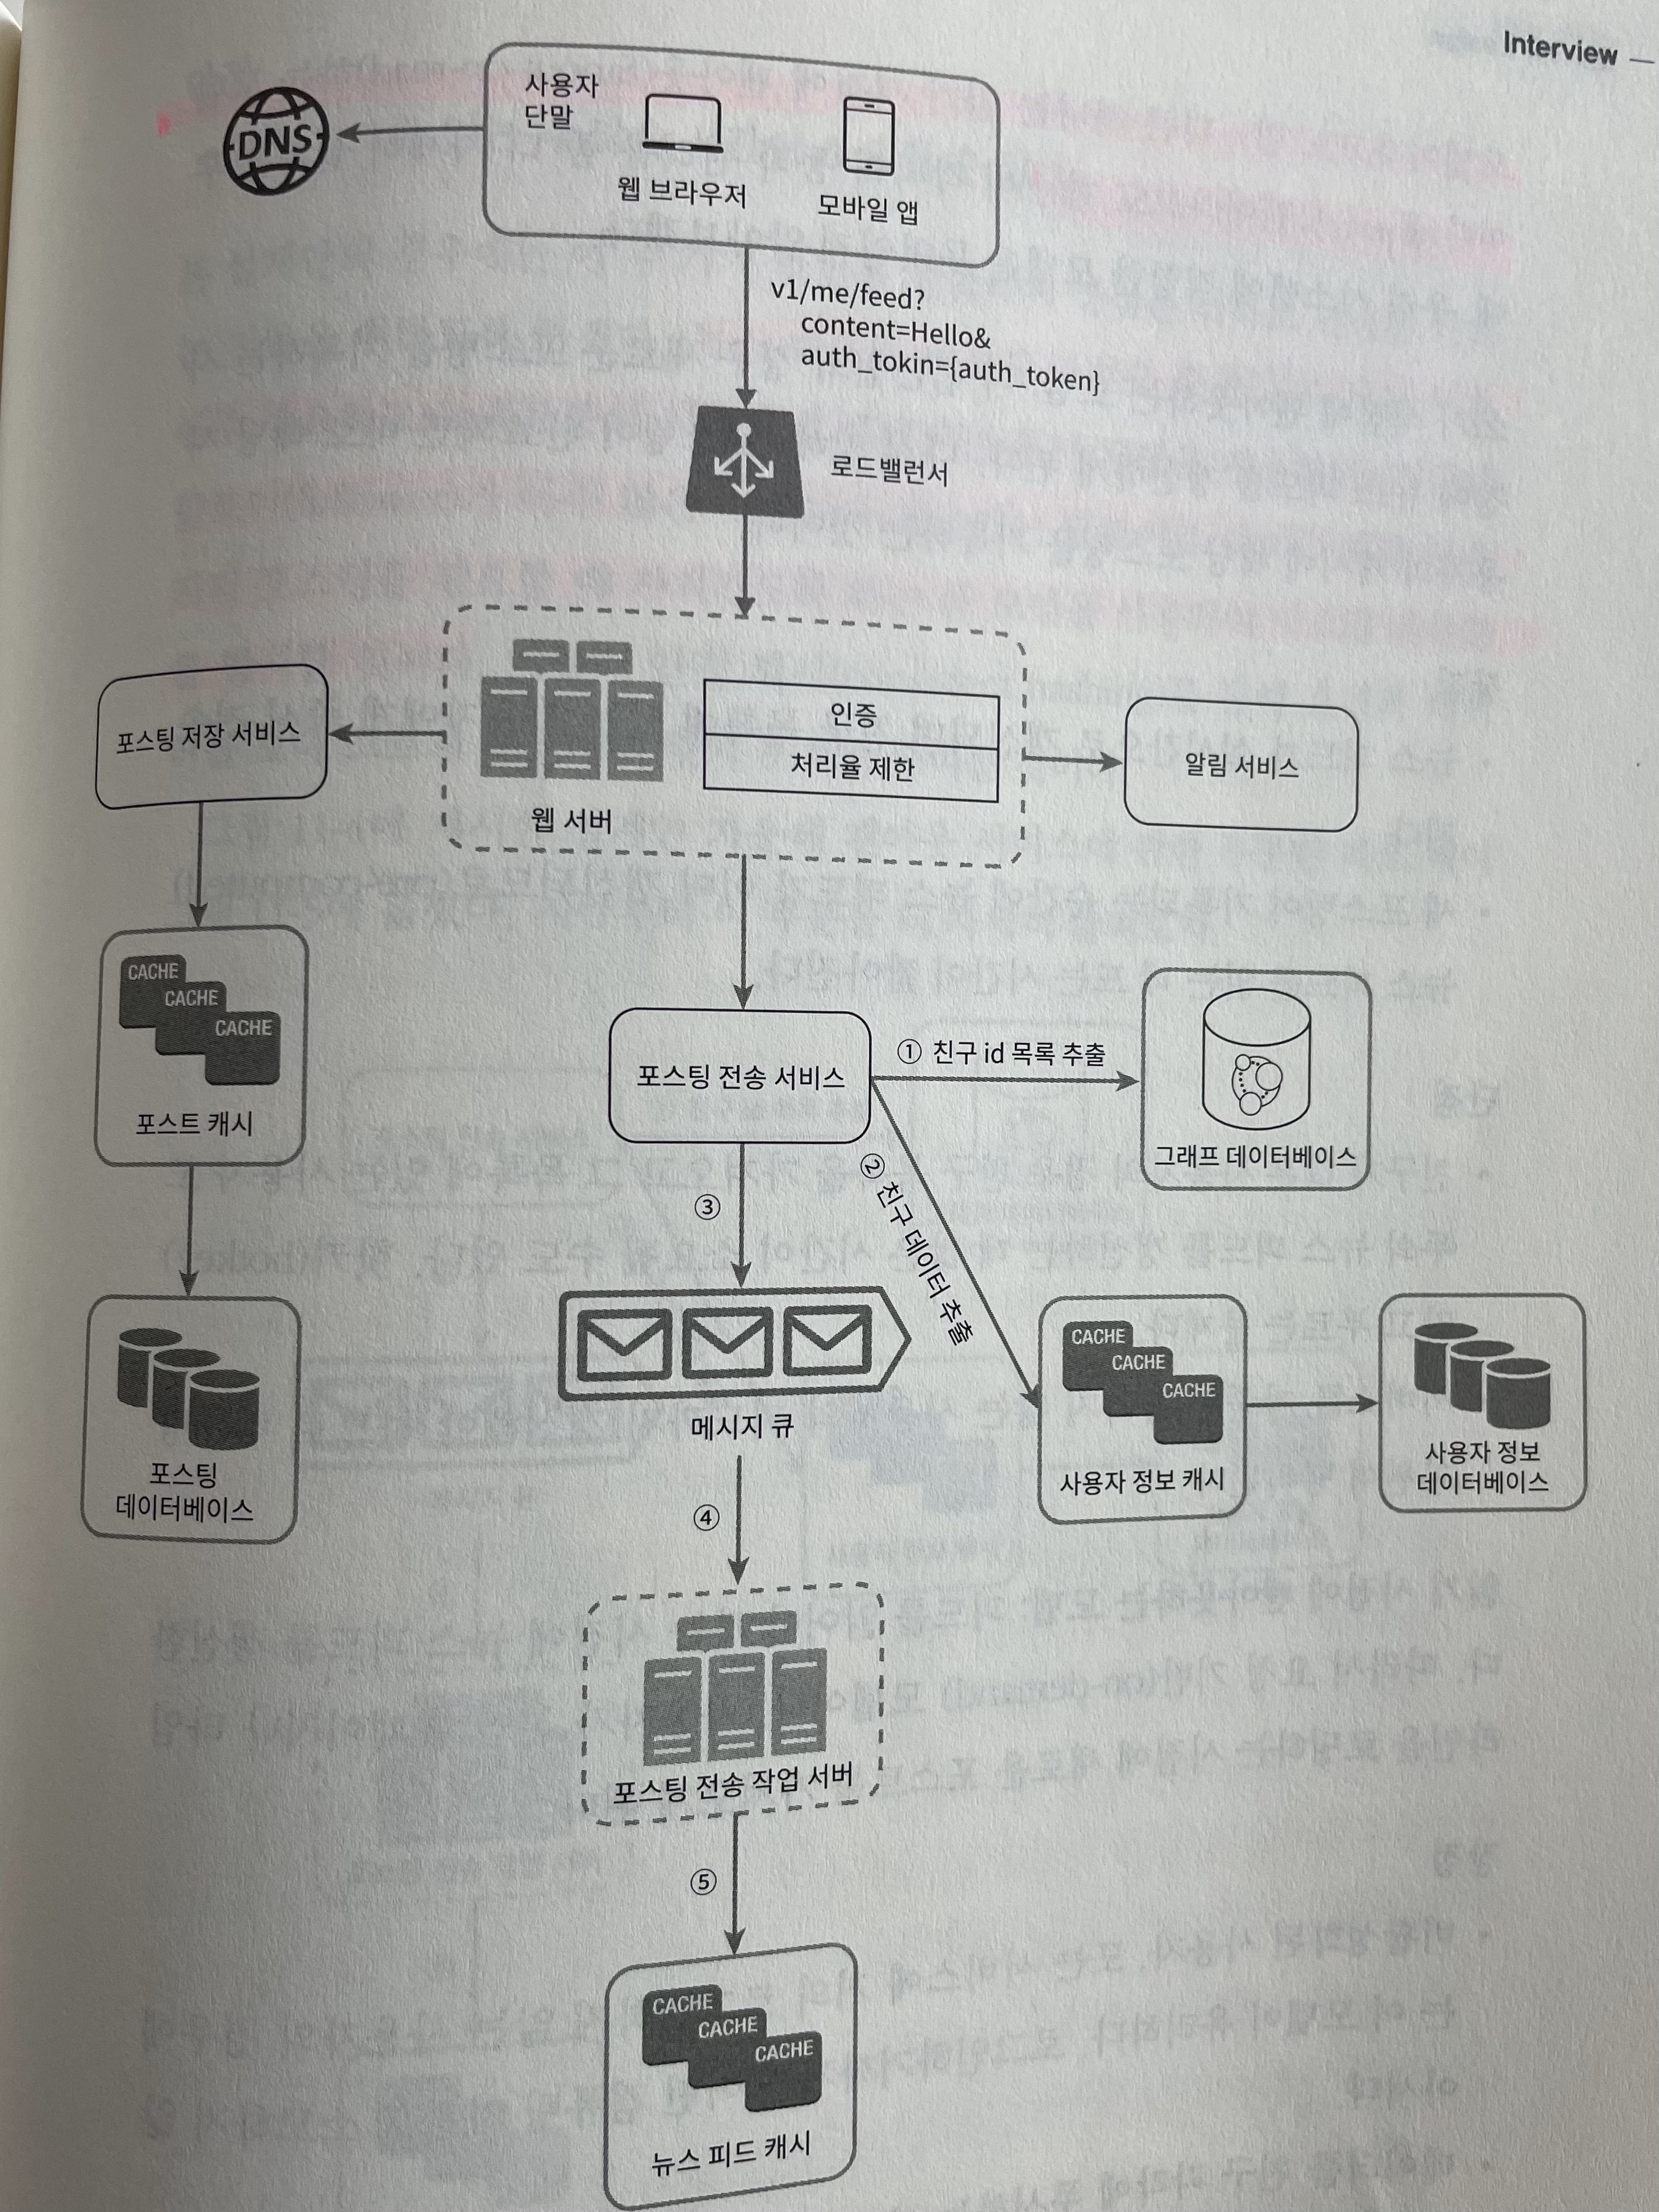 Interview
DNS
사용자
단말
웹 브라우저
모바일 앱
v1/me/feed?
content=Hello&
auth_tokin={auth_token}
로드밸런서
포스팅 저장 서비스
인증
처리율 제한
웹 서버
알림 서비스
CACHE
CACHE
CACHE
포스트 캐시
포스팅 전송 서비스
① 친구 id 목록 추출
그래프 데이터베이스
② 친구 데이터 추출
③
메시지 큐
CACHE
CACHE
CACHE
사용자 정보 캐시
사용자 정보
데이터베이스
포스팅
데이터베이스
④
포스팅 전송 작업 서버
⑤
CACHE
CACHE
CACHE
뉴스 피드 캐시